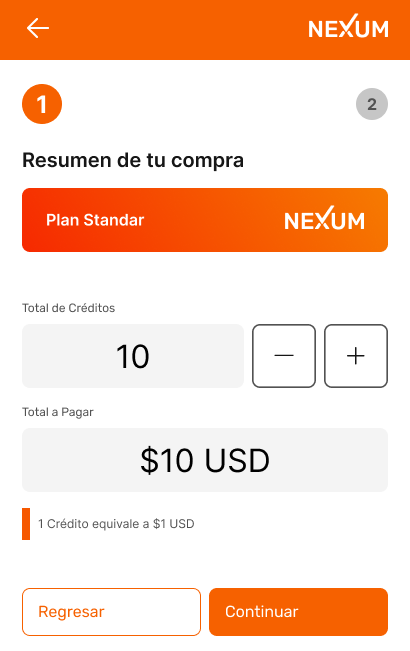 NEXUM
1
2
Resumen de tu compra
Plan Standar
NEXUM
Total de Créditos
10
Total a Pagar
$10 USD
1 Crédito equivale a $1 USD
Regresar
Continuar